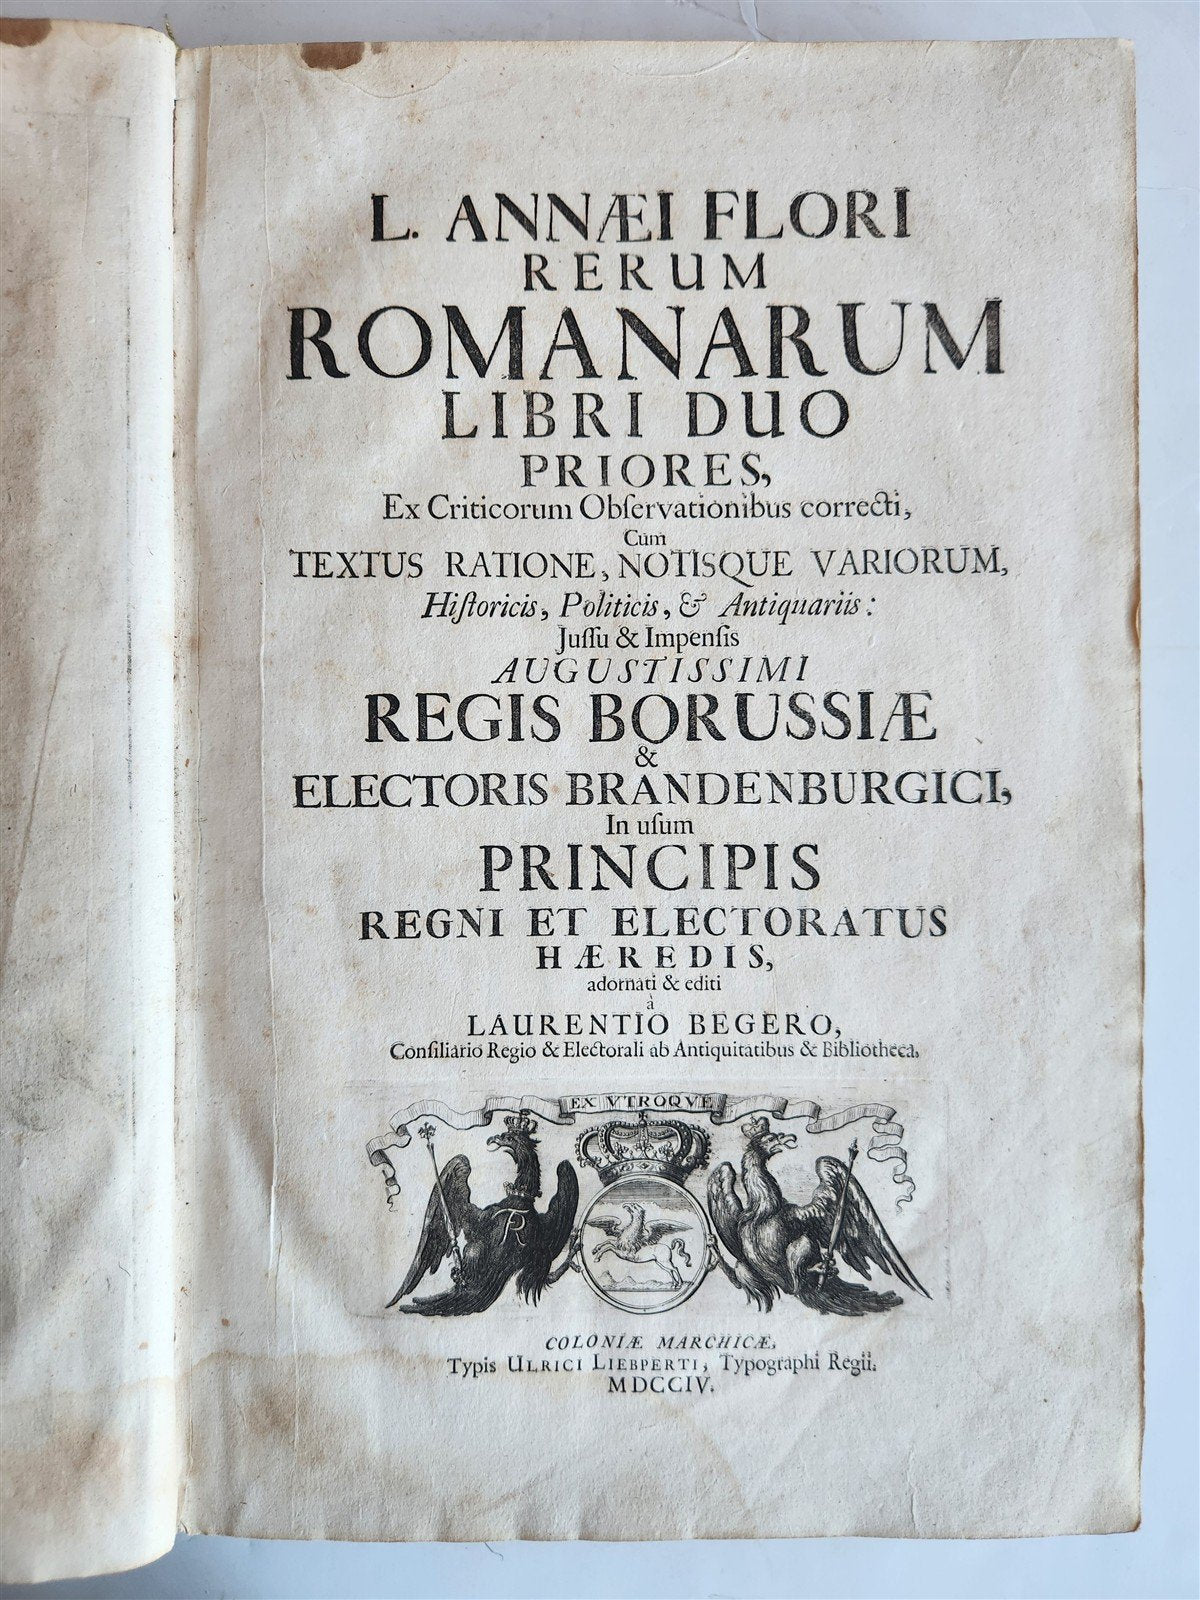 L. ANNÆI FLORI
RERUM
ROMANARUM
LIBRI DUO
PRIORES,
Ex Criticorum Obſervationibus correcti,
Cum
TEXTUS RATIONE, NOTISQUE VARIORUM,
Hiſtoricis, Politicis, & Antiquariis:
Juſſu & Impenſis
AUGUSTISSIMI
REGIS BORUSSIÆ
&
ELECTORIS BRANDENBURGICI,
In uſum
PRINCIPIS
REGNI ET ELECTORATUS
HÆREDIS,
adornati & editi
à
LAURENTIO BEGERO,
Conſiliario Regio & Electorali ab Antiquitatibus & Bibliotheca.
EX VTROQVE
FR
COLONIÆ MARCHICÆ,
Typis ULRICI LIEBPERTI, Typographi Regii.
MDCCIV.